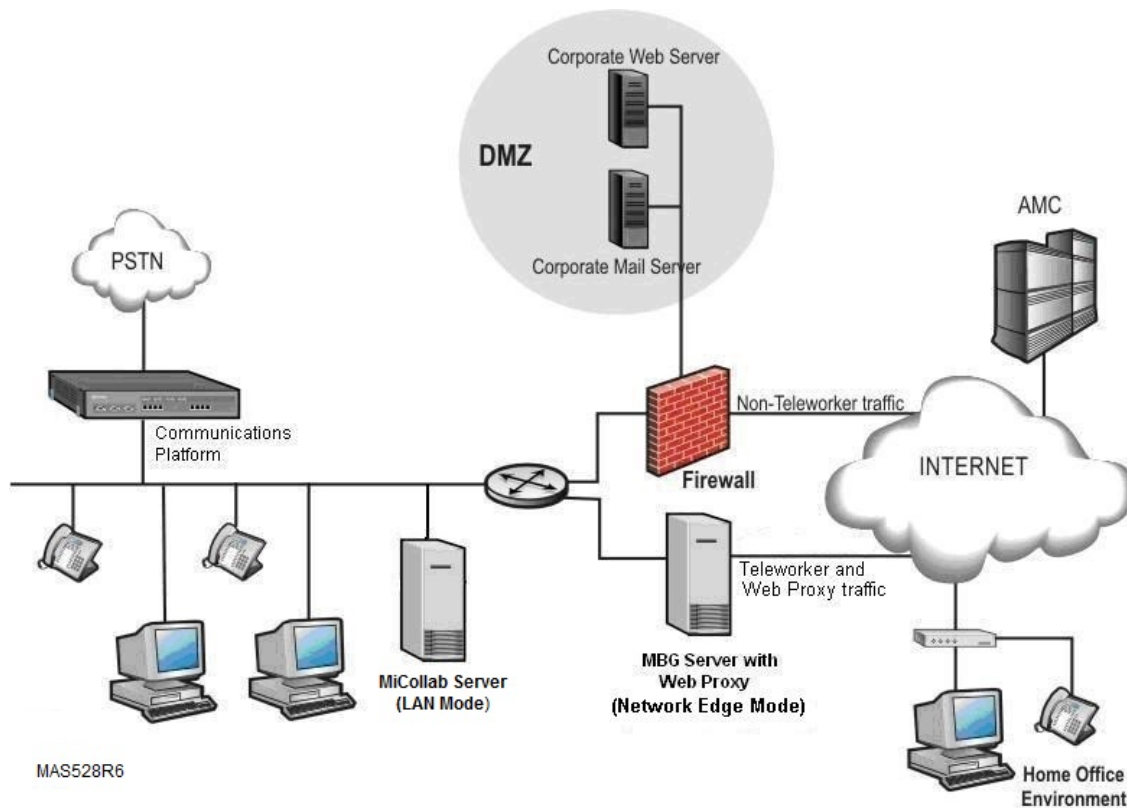 Corporate Web Server
DMZ
Corporate Mail Server
AMC
PSTN
Communications
Platform
Non-Teleworker traffic
INTERNET
Firewall
Teleworker and
Web Proxy traffic
MiCollab Server
(LAN Mode)
MBG Server with
Web Proxy
(Network Edge Mode)
Home Office
Environment
MAS528R6